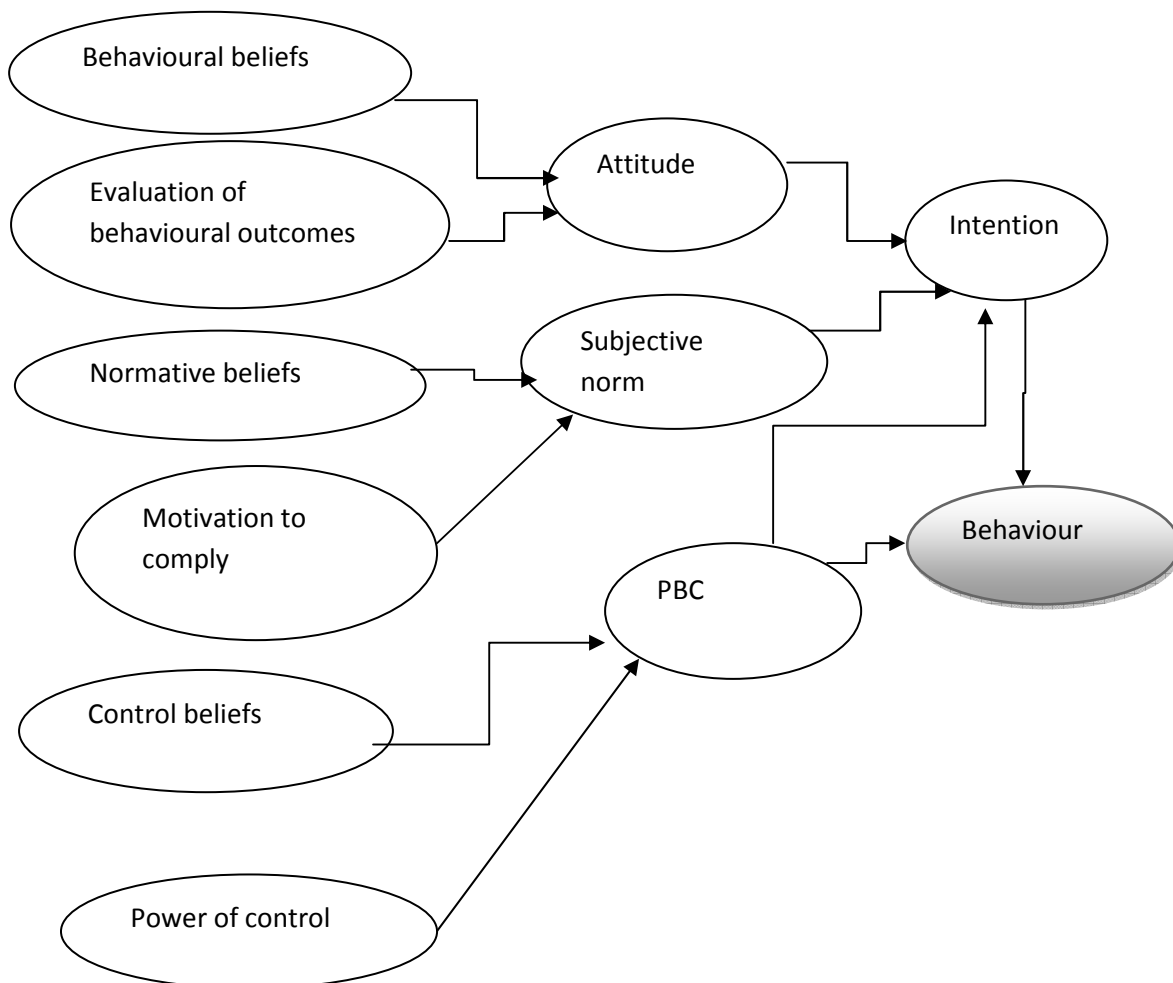 Behavioural beliefs
Evaluation of
behavioural outcomes
Attitude
Intention
Normative beliefs
Subjective
norm
Motivation to
comply
Behaviour
PBC
Control beliefs
Power of control